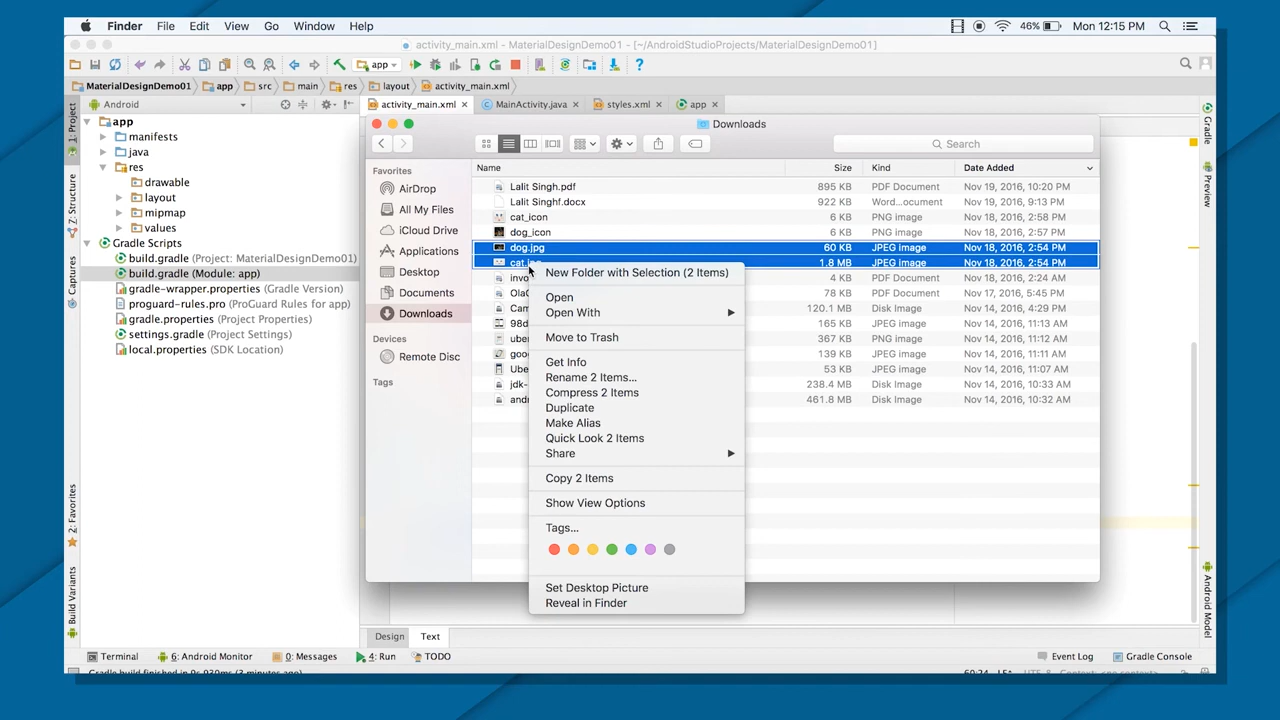 Finder File Edit View Go Window Help 46% Mon 12:15 PM
activity_main.xml - MaterialDesignDemo01 - [~/AndroidStudioProjects/MaterialDesignDemo01]
app
MaterialDesignDemo01 app src main res layout activity_main.xml
Android activity_main.xml MainActivity.java styles.xml app
1: Project
Z: Structure
Captures
2: Favorites
Build Variants
app
manifests
java
res
drawable
layout
mipmap
values
Gradle Scripts
build.gradle (Project: MaterialDesignDemo01)
build.gradle (Module: app)
gradle-wrapper.properties (Gradle Version)
proguard-rules.pro (ProGuard Rules for app)
gradle.properties (Project Properties)
settings.gradle (Project Settings)
local.properties (SDK Location)
Downloads
Search
Favorites
AirDrop
All My Files
iCloud Drive
Applications
Desktop
Documents
Downloads
Devices
Remote Disc
Tags
Name Size Kind Date Added
Lalit Singh.pdf 895 KB PDF Document Nov 19, 2016, 10:20 PM
Lalit Singhf.docx 922 KB Word...ocument Nov 19, 2016, 9:13 PM
cat_icon 6 KB PNG image Nov 18, 2016, 2:58 PM
dog_icon 6 KB PNG image Nov 18, 2016, 2:57 PM
dog.jpg 60 KB JPEG image Nov 18, 2016, 2:54 PM
1.8 MB JPEG image Nov 18, 2016, 2:54 PM
4 KB PDF Document Nov 18, 2016, 1:30 PM
78 KB PDF Document Nov 17, 2016, 5:45 PM
120.1 MB Disk Image Nov 15, 2016, 4:29 PM
165 KB JPEG image Nov 14, 2016, 11:13 AM
367 KB PNG image Nov 14, 2016, 11:12 AM
139 KB JPEG image Nov 14, 2016, 11:11 AM
53 KB JPEG image Nov 14, 2016, 11:07 AM
238.4 MB Disk Image Nov 14, 2016, 10:33 AM
461.8 MB Disk Image Nov 14, 2016, 10:32 AM
New Folder with Selection (2 Items)
Open
Open With
Move to Trash
Get Info
Rename 2 Items...
Compress 2 Items
Duplicate
Make Alias
Quick Look 2 Items
Share
Copy 2 Items
Show View Options
Tags...
Set Desktop Picture
Reveal in Finder
Gradle
Preview
Android Model
Design Text
Terminal 6: Android Monitor 0: Messages 4: Run TODO Event Log Gradle Console